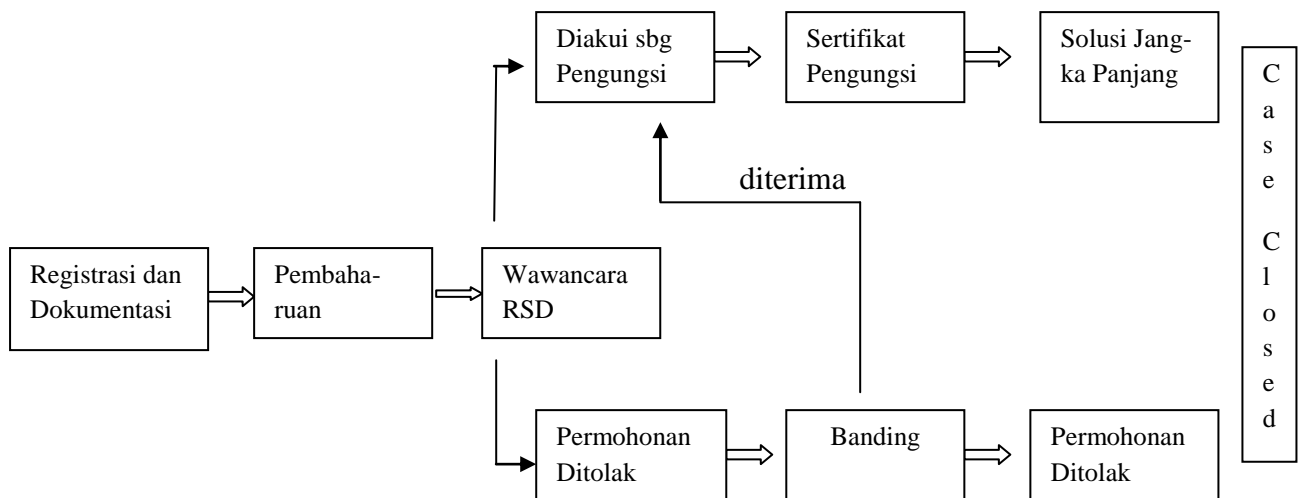 Diakui sbg
Pengungsi
Sertifikat
Pengungsi
Solusi Jang-
ka Panjang
diterima
Registrasi dan
Dokumentasi
Pembaha-
ruan
Wawancara
RSD
Permohonan
Ditolak
Banding
Permohonan
Ditolak
C
a
s
e
C
l
o
s
e
d